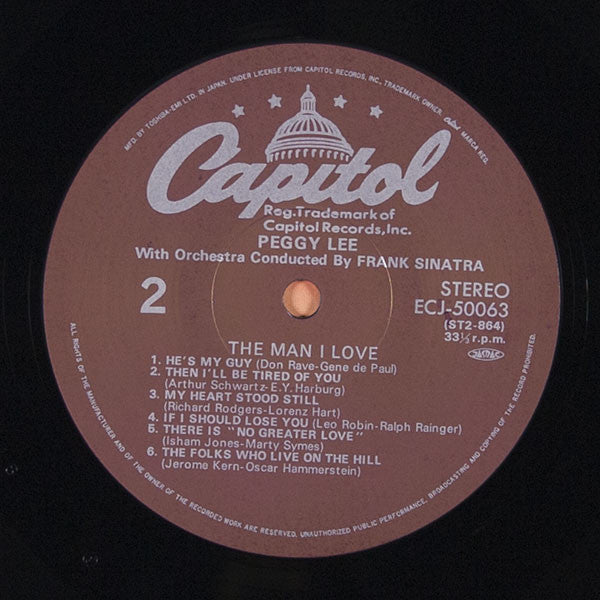 MFD. BY TOSHIBA-EMI LTD. IN JAPAN, UNDER LICENSE FROM CAPITOL RECORDS, INC., TRADEMARK OWNER. Capitol MARCA REG.
Capitol
Reg. Trademark of
Capitol Records, Inc.
PEGGY LEE
With Orchestra Conducted By FRANK SINATRA
2
STEREO
ECJ-50063
(ST2-864)
33⅓ r.p.m.
JASRAC
THE MAN I LOVE
1. HE'S MY GUY (Don Rave-Gene de Paul)
2. THEN I'LL BE TIRED OF YOU
(Arthur Schwartz-E.Y. Harburg)
3. MY HEART STOOD STILL
(Richard Rodgers-Lorenz Hart)
4. IF I SHOULD LOSE YOU (Leo Robin-Ralph Rainger)
5. THERE IS "NO GREATER LOVE"
(Isham Jones-Marty Symes)
6. THE FOLKS WHO LIVE ON THE HILL
(Jerome Kern-Oscar Hammerstein)
ALL RIGHTS OF THE MANUFACTURER AND OF THE OWNER OF THE RECORDED WORK ARE RESERVED. UNAUTHORIZED PUBLIC PERFORMANCE, BROADCASTING AND COPYING OF THE RECORD PROHIBITED.